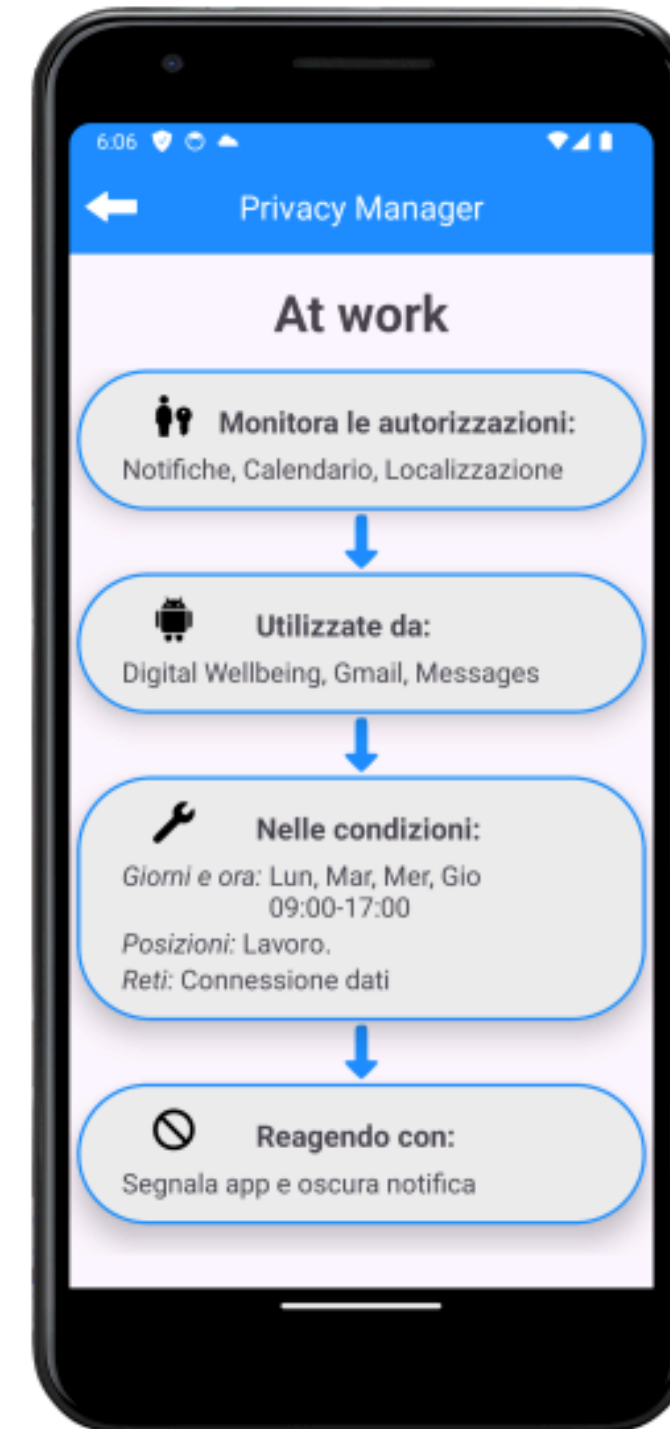 6:06
Privacy Manager
At work
Monitora le autorizzazioni:
Notifiche, Calendario, Localizzazione
Utilizzate da:
Digital Wellbeing, Gmail, Messages
Nelle condizioni:
Giorni e ora: Lun, Mar, Mer, Gio
09:00-17:00
Posizioni: Lavoro.
Reti: Connessione dati
Reagendo con:
Segnala app e oscura notifica